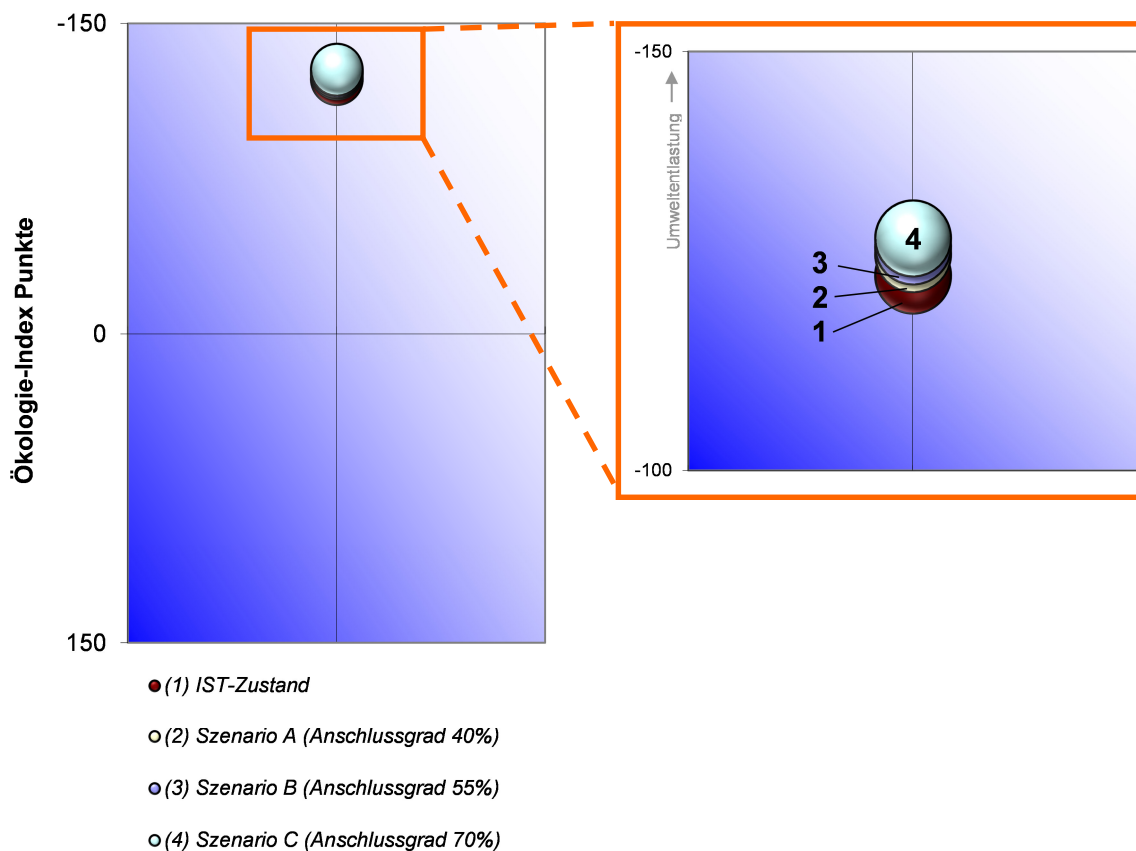 -150
0
150
Ökologie-Index Punkte
-150
-100
Umweltentlastung
4
3
2
1
(1) IST-Zustand
(2) Szenario A (Anschlussgrad 40%)
(3) Szenario B (Anschlussgrad 55%)
(4) Szenario C (Anschlussgrad 70%)